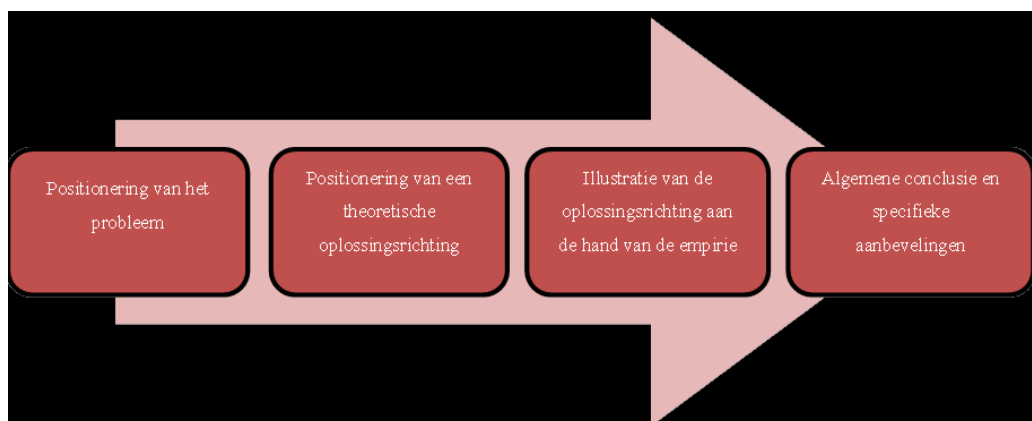 Positionering van het
probleem
Positionering van een
theoretische
oplossingsrichting
Illustratie van de
oplossingsrichting aan
de hand van de empirie
Algemene conclusie en
specifieke
aanbevelingen